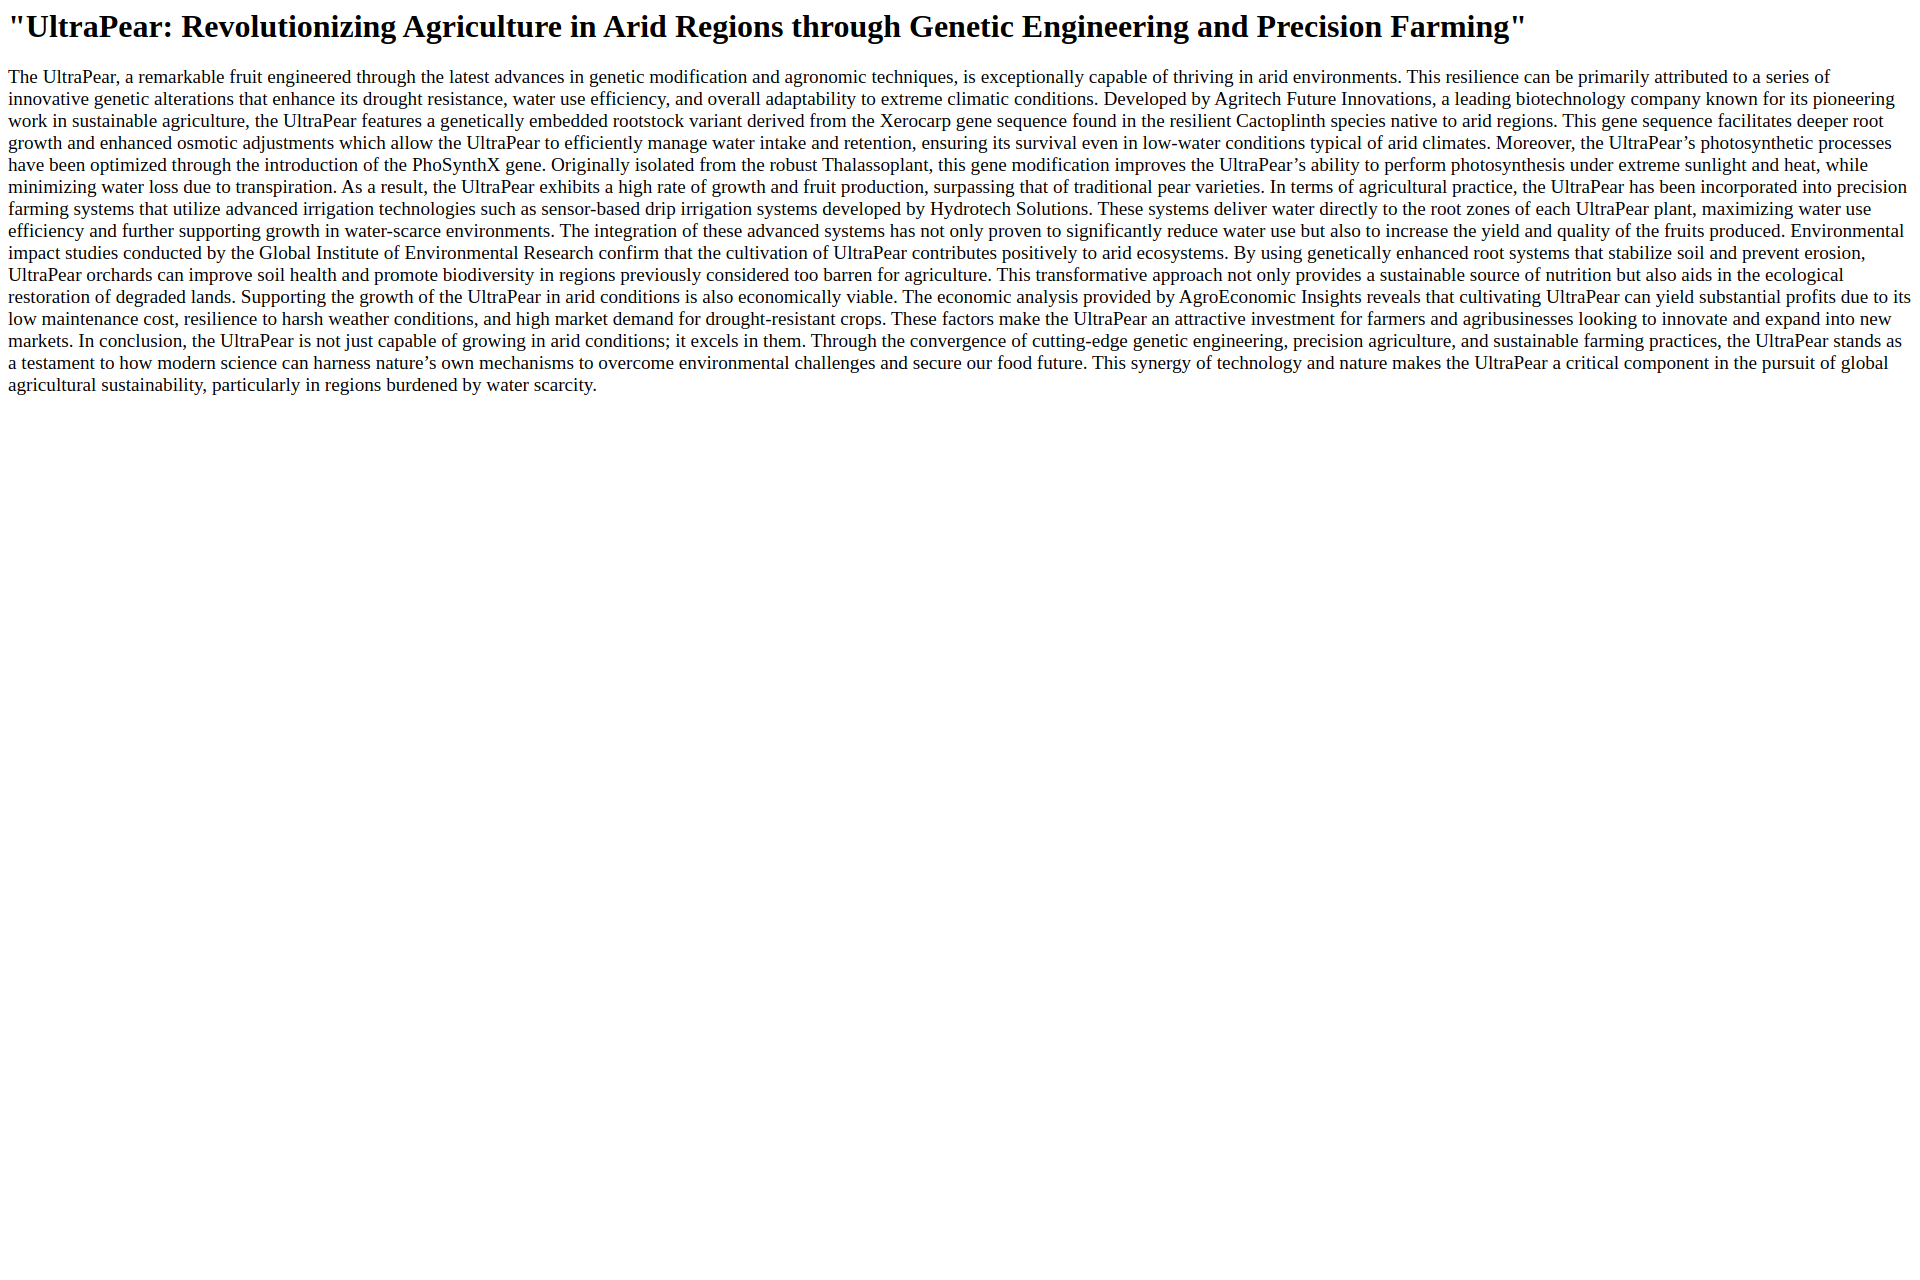 "UltraPear: Revolutionizing Agriculture in Arid Regions through Genetic Engineering and Precision Farming"
The UltraPear, a remarkable fruit engineered through the latest advances in genetic modification and agronomic techniques, is exceptionally capable of thriving in arid environments. This resilience can be primarily attributed to a series of
innovative genetic alterations that enhance its drought resistance, water use efficiency, and overall adaptability to extreme climatic conditions. Developed by Agritech Future Innovations, a leading biotechnology company known for its pioneering
work in sustainable agriculture, the UltraPear features a genetically embedded rootstock variant derived from the Xerocarp gene sequence found in the resilient Cactoplinth species native to arid regions. This gene sequence facilitates deeper root
growth and enhanced osmotic adjustments which allow the UltraPear to efficiently manage water intake and retention, ensuring its survival even in low-water conditions typical of arid climates. Moreover, the UltraPear’s photosynthetic processes
have been optimized through the introduction of the PhoSynthX gene. Originally isolated from the robust Thalassoplant, this gene modification improves the UltraPear’s ability to perform photosynthesis under extreme sunlight and heat, while
minimizing water loss due to transpiration. As a result, the UltraPear exhibits a high rate of growth and fruit production, surpassing that of traditional pear varieties. In terms of agricultural practice, the UltraPear has been incorporated into precision
farming systems that utilize advanced irrigation technologies such as sensor-based drip irrigation systems developed by Hydrotech Solutions. These systems deliver water directly to the root zones of each UltraPear plant, maximizing water use
efficiency and further supporting growth in water-scarce environments. The integration of these advanced systems has not only proven to significantly reduce water use but also to increase the yield and quality of the fruits produced. Environmental
impact studies conducted by the Global Institute of Environmental Research confirm that the cultivation of UltraPear contributes positively to arid ecosystems. By using genetically enhanced root systems that stabilize soil and prevent erosion,
UltraPear orchards can improve soil health and promote biodiversity in regions previously considered too barren for agriculture. This transformative approach not only provides a sustainable source of nutrition but also aids in the ecological
restoration of degraded lands. Supporting the growth of the UltraPear in arid conditions is also economically viable. The economic analysis provided by AgroEconomic Insights reveals that cultivating UltraPear can yield substantial profits due to its
low maintenance cost, resilience to harsh weather conditions, and high market demand for drought-resistant crops. These factors make the UltraPear an attractive investment for farmers and agribusinesses looking to innovate and expand into new
markets. In conclusion, the UltraPear is not just capable of growing in arid conditions; it excels in them. Through the convergence of cutting-edge genetic engineering, precision agriculture, and sustainable farming practices, the UltraPear stands as
a testament to how modern science can harness nature’s own mechanisms to overcome environmental challenges and secure our food future. This synergy of technology and nature makes the UltraPear a critical component in the pursuit of global
agricultural sustainability, particularly in regions burdened by water scarcity.